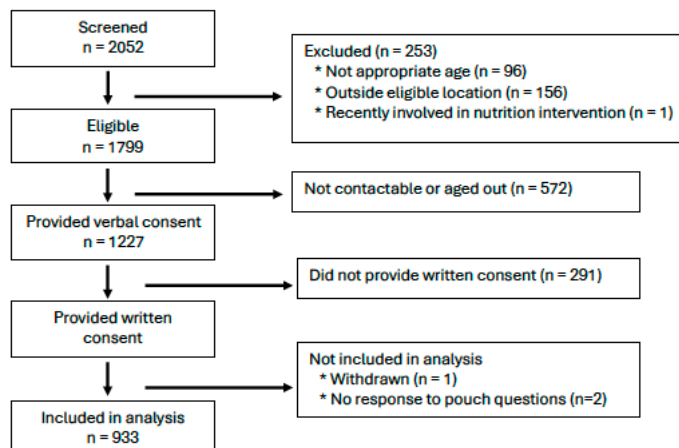 Screened
n = 2052
Excluded (n = 253)
* Not appropriate age (n = 96)
* Outside eligible location (n = 156)
* Recently involved in nutrition intervention (n = 1)
Eligible
n = 1799
Not contactable or aged out (n = 572)
Provided verbal consent
n = 1227
Did not provide written consent (n = 291)
Provided written
consent
Not included in analysis
* Withdrawn (n = 1)
* No response to pouch questions (n=2)
Included in analysis
n = 933